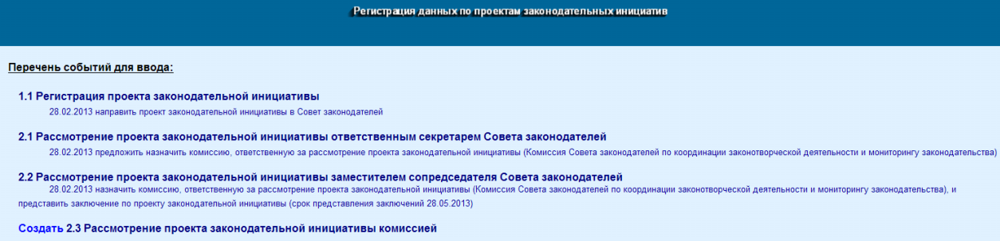 Регистрация данных по проектам законодательных инициатив
Перечень событий для ввода:
1.1 Регистрация проекта законодательной инициативы
28.02.2013 направить проект законодательной инициативы в Совет законодателей
2.1 Рассмотрение проекта законодательной инициативы ответственным секретарем Совета законодателей
28.02.2013 предложить назначить комиссию, ответственную за рассмотрение проекта законодательной инициативы (Комиссия Совета законодателей по координации законотворческой деятельности и мониторингу законодательства)
2.2 Рассмотрение проекта законодательной инициативы заместителем сопредседателя Совета законодателей
28.02.2013 назначить комиссию, ответственную за рассмотрение проекта законодательной инициативы (Комиссия Совета законодателей по координации законотворческой деятельности и мониторингу законодательства), и
представить заключение по проекту законодательной инициативы (срок представления заключений 28.05.2013)
Создать 2.3 Рассмотрение проекта законодательной инициативы комиссией